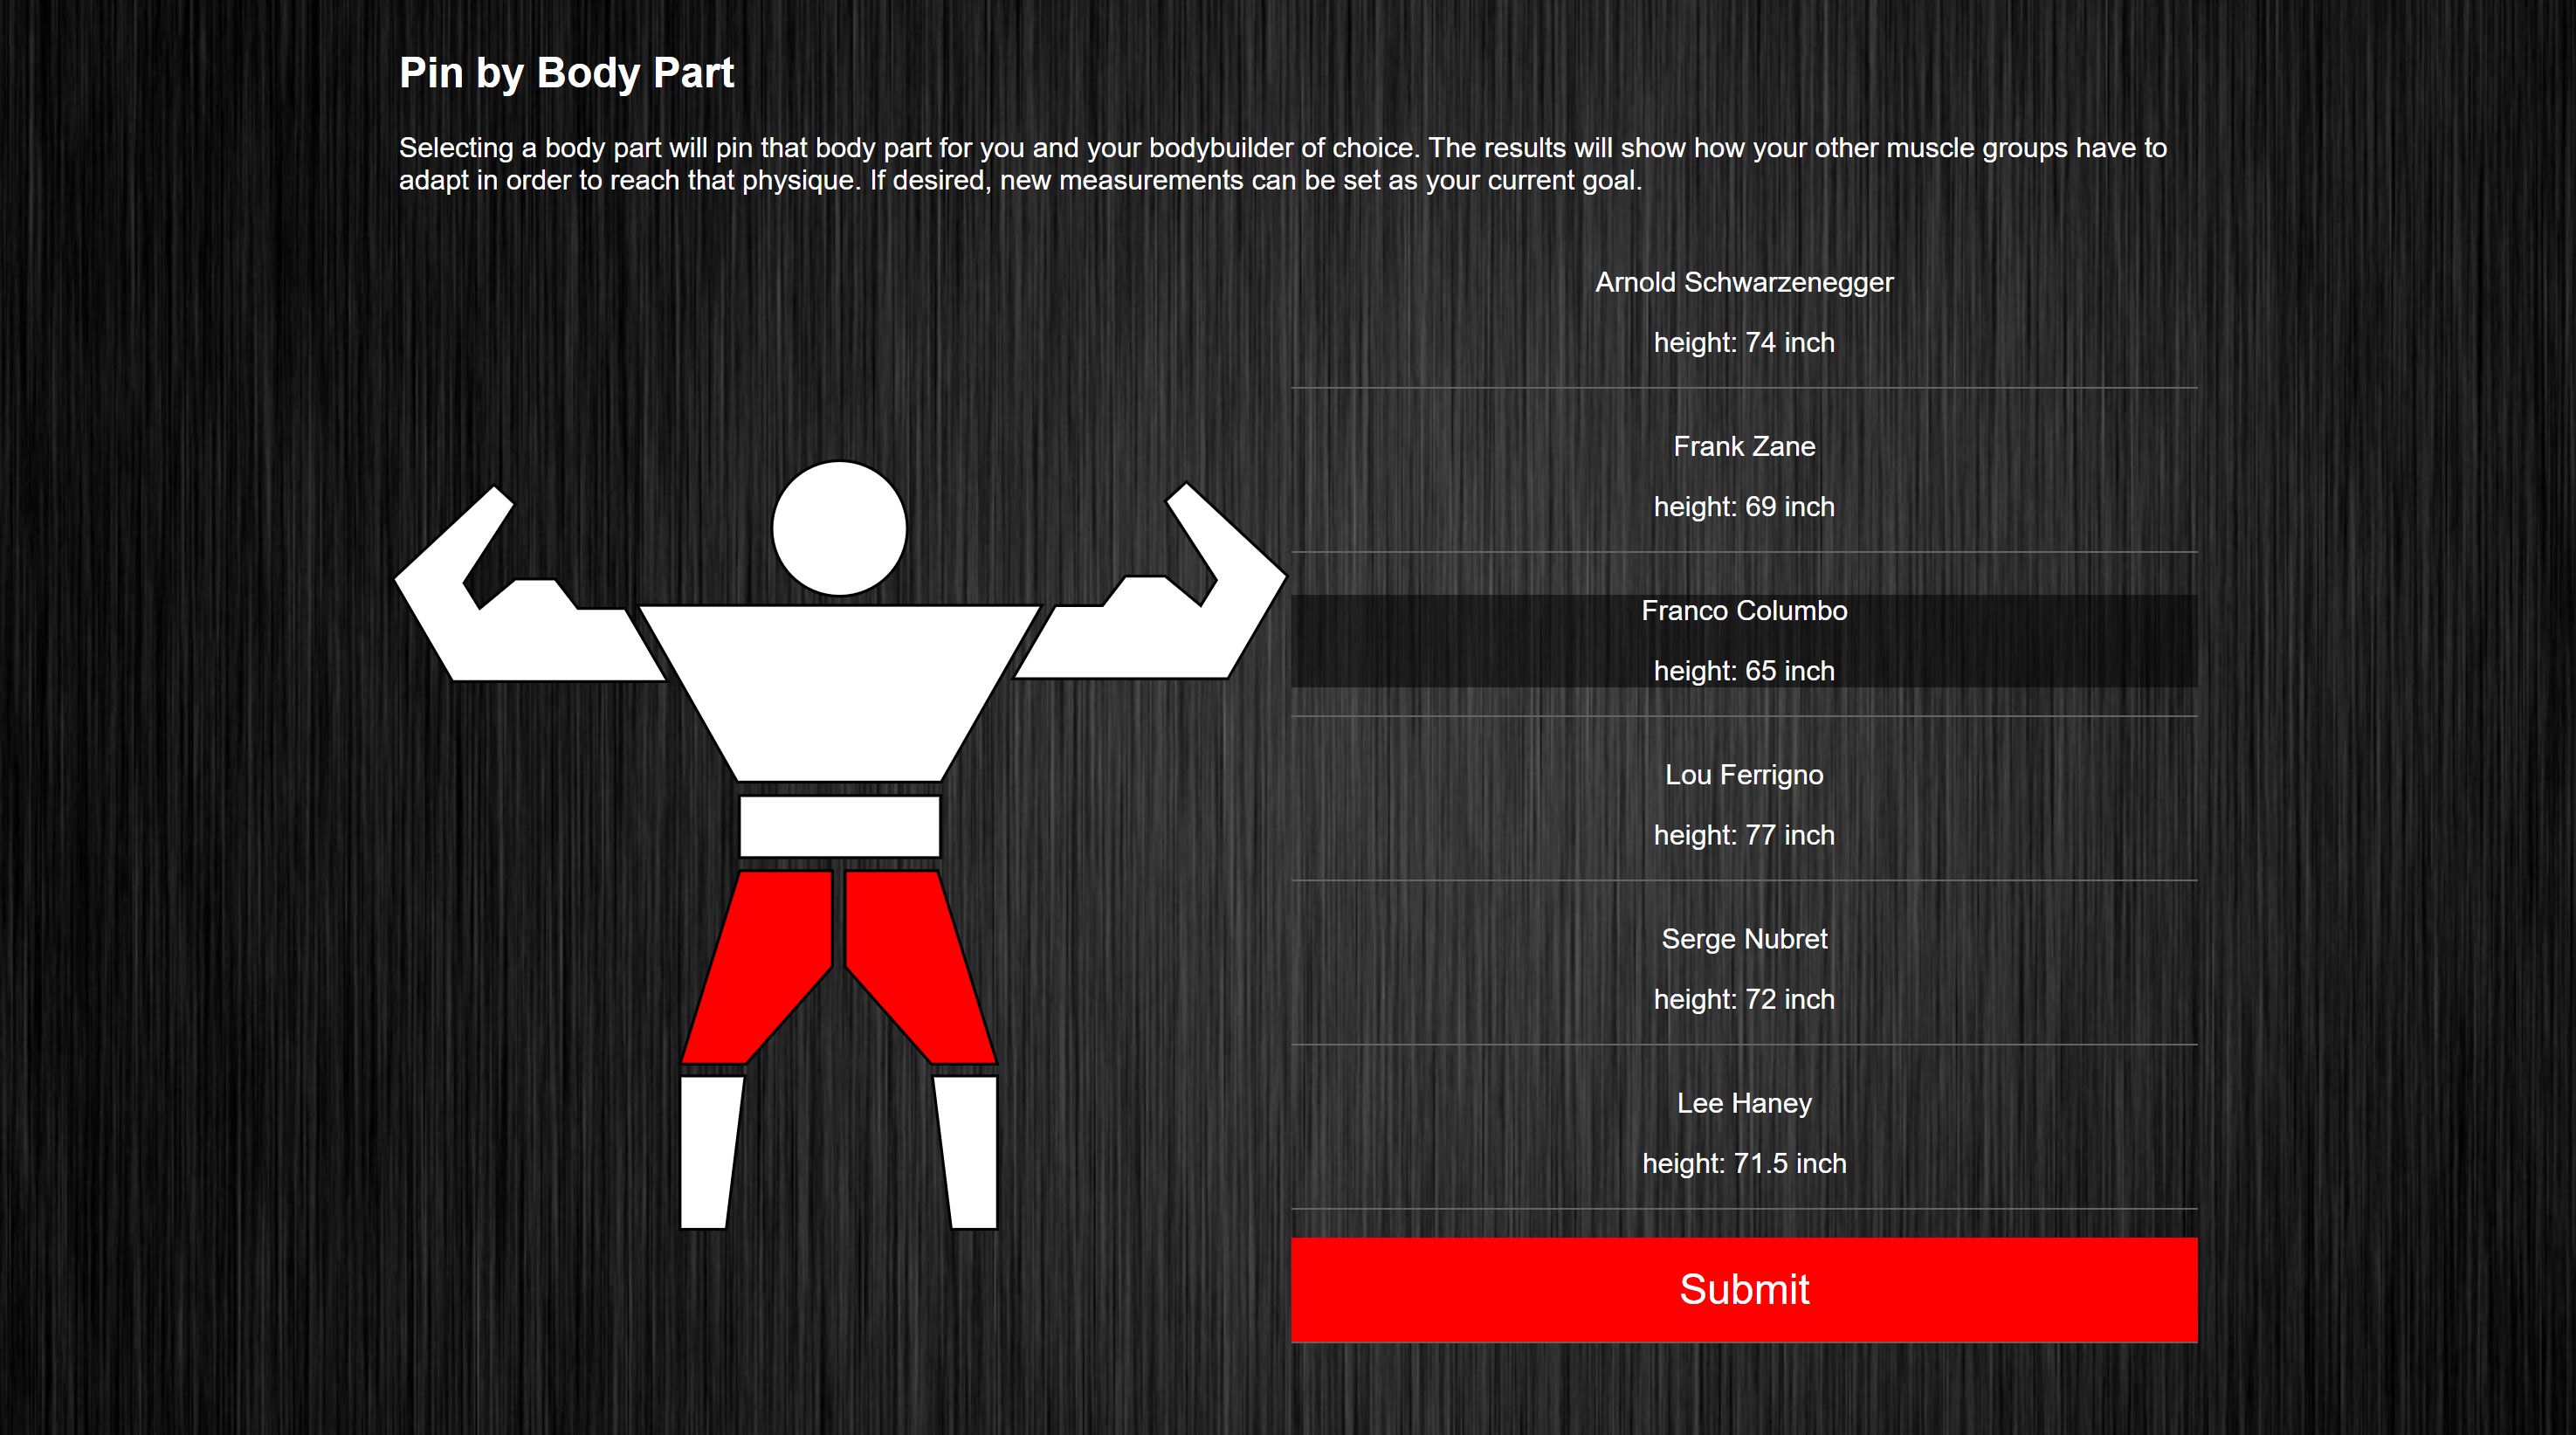 Pin by Body Part
Selecting a body part will pin that body part for you and your bodybuilder of choice. The results will show how your other muscle groups have to
adapt in order to reach that physique. If desired, new measurements can be set as your current goal.
Arnold Schwarzenegger
height: 74 inch
Frank Zane
height: 69 inch
Franco Columbo
height: 65 inch
Lou Ferrigno
height: 77 inch
Serge Nubret
height: 72 inch
Lee Haney
height: 71.5 inch
Submit